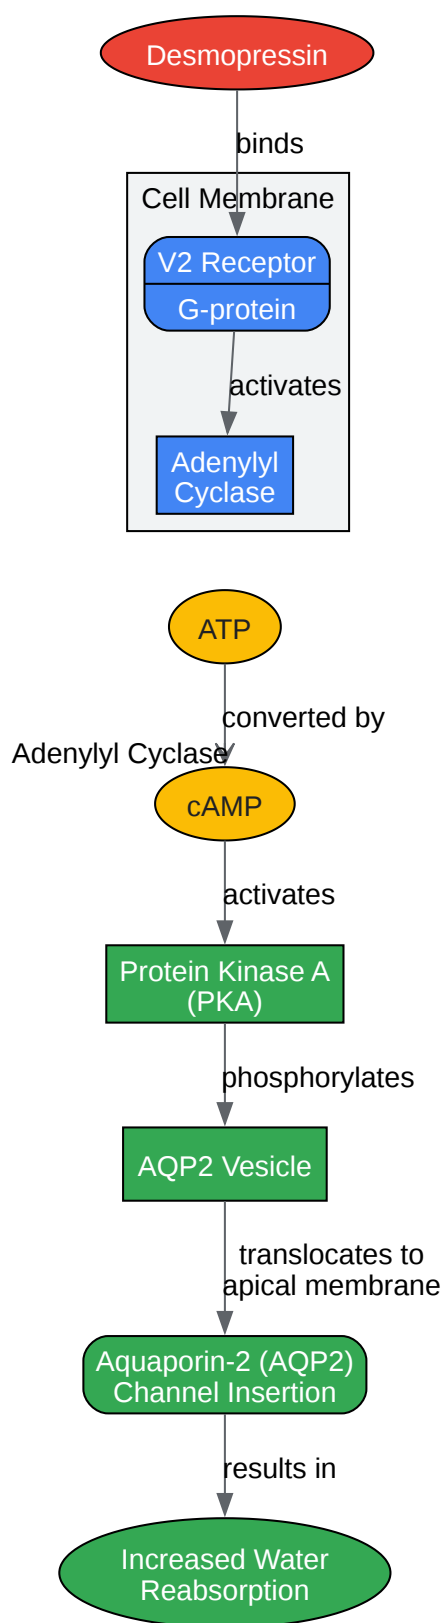 Desmopressin
binds
Cell Membrane
V2 Receptor
G-protein
activates
Adenylyl
Cyclase
ATP
converted by
Adenylyl Cyclase
cAMP
activates
Protein Kinase A
(PKA)
phosphorylates
AQP2 Vesicle
translocates to
apical membrane
Aquaporin-2 (AQP2)
Channel Insertion
results in
Increased Water
Reabsorption